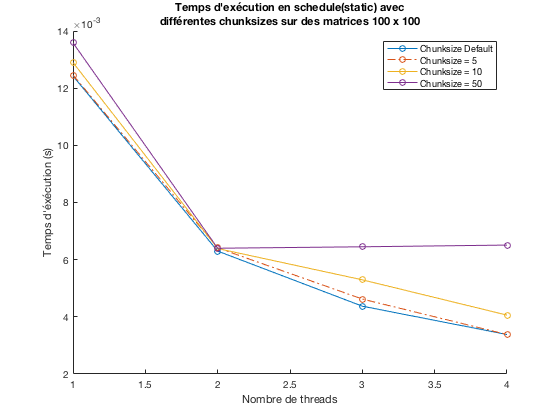 Temps d'exécution en schedule(static) avec
différentes chunksizes sur des matrices 100 x 100
×10⁻³
14
12
10
8
6
4
2
1
1.5
2
2.5
3
3.5
4
Temps d'éxécution (s)
Nombre de threads
Chunksize Default
Chunksize = 5
Chunksize = 10
Chunksize = 50